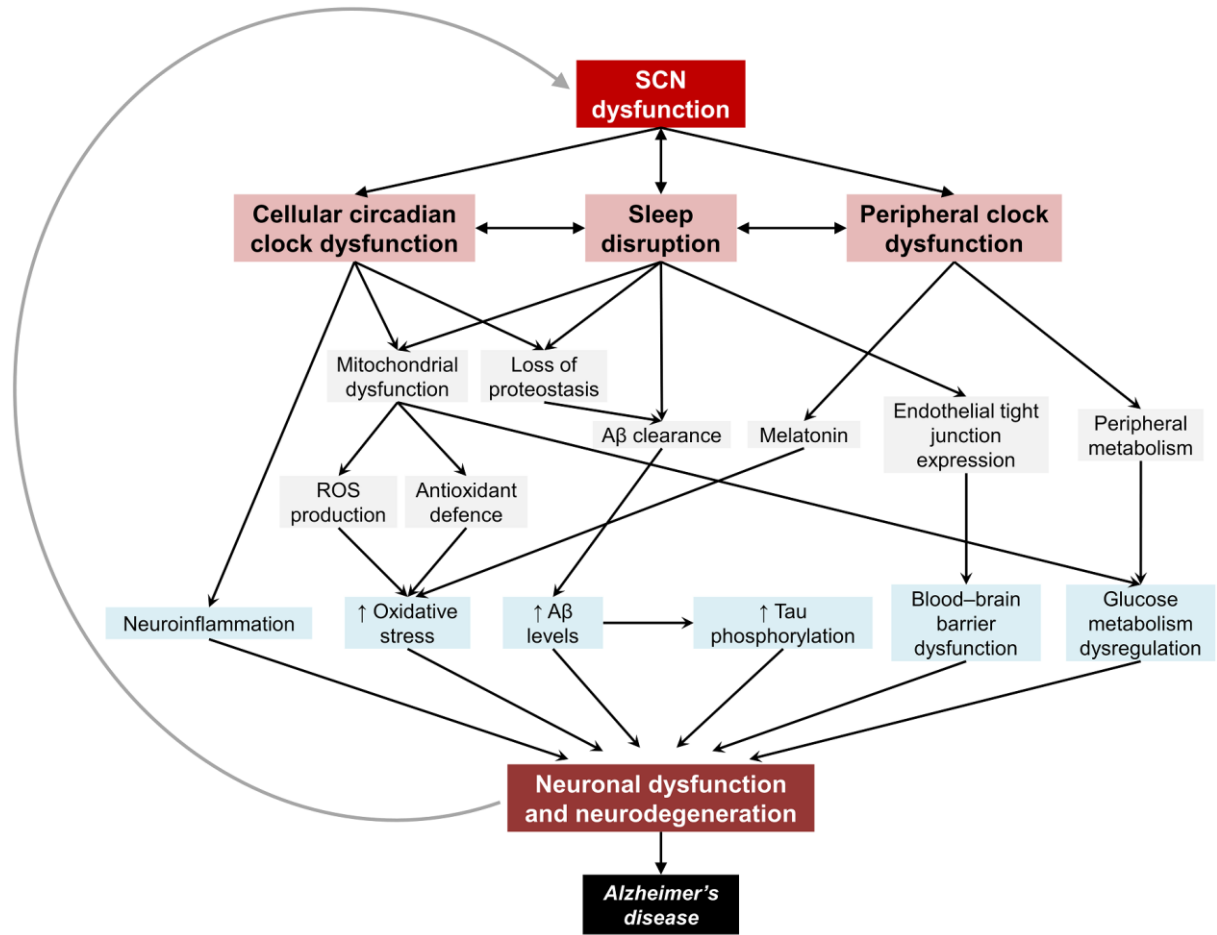 SCN
dysfunction
Cellular circadian
clock dysfunction
Sleep
disruption
Peripheral clock
dysfunction
Mitochondrial
dysfunction
Loss of
proteostasis
Aβ clearance
Melatonin
Endothelial tight
junction
expression
Peripheral
metabolism
ROS
production
Antioxidant
defence
Neuroinflammation
↑ Oxidative
stress
↑ Aβ
levels
↑ Tau
phosphorylation
Blood–brain
barrier
dysfunction
Glucose
metabolism
dysregulation
Neuronal dysfunction
and neurodegeneration
Alzheimer's
disease